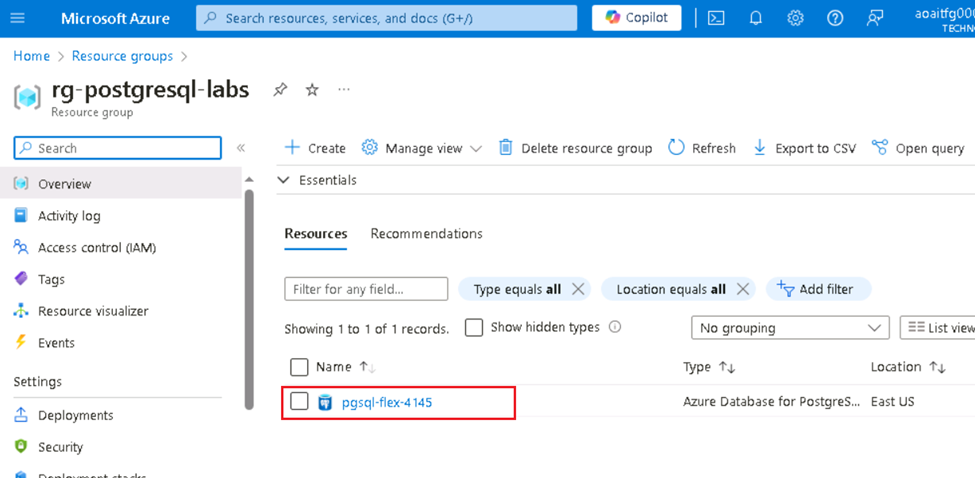 Microsoft Azure
Search resources, services, and docs (G+/)
Copilot
aoaitfg00
TECHN
Home > Resource groups >
rg-postgresql-labs
Resource group
Search
Overview
Activity log
Access control (IAM)
Tags
Resource visualizer
Events
Settings
Deployments
Security
Deployment stacks
Create
Manage view
Delete resource group
Refresh
Export to CSV
Open query
Essentials
Resources Recommendations
Filter for any field...
Type equals all
Location equals all
Add filter
Showing 1 to 1 of 1 records.
Show hidden types
No grouping
List view
Name
Type
Location
pgsql-flex-4145
Azure Database for PostgreS...
East US